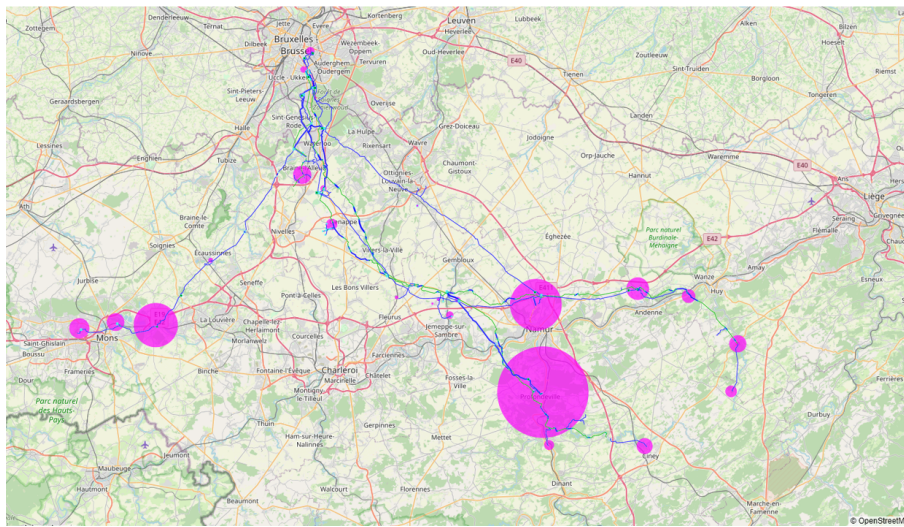 Zottegem
Denderleeuw
Ternat
Jette
Evere
Kortenberg
Leuven
Heverlee
Lubbeek
Alken
Bilzen
Hoeselt
Ninove
Dilbeek
Bruxelles
Brussel
Wezembeek
Oppem
Oud-Heverlee
Zoutleeuw
Riemst
Uccle - Ukkel
Auderghem
Oudergem
Tervuren
E40
Tienen
Sint-Truiden
Borgloon
Geraardsbergen
Sint-Pieters-
Leeuw
Overijse
Tongeren
Halle
Sint-Genesius
Rode
La Hulpe
Grez-Doiceau
Landen
Lessines
Enghien
Tubize
Rixensart
Wavre
Jodoigne
Waremme
E40
Ans
Ath
Braine-l'Alleud
Ottignies
Louvain-la-
Neuve
Chaumont-
Gistoux
Orp-Jauche
Hannut
Liège
Seraing
Braine-le-
Comte
Nivelles
Genappe
Flémalle
Soignies
Villers-la-Ville
Éghezée
Parc naturel
Burdinale-
Mehaigne
E42
Amay
Jurbise
Écaussinnes
Seneffe
Gembloux
Wanze
Huy
Esneux
Pont-à-Celles
Les Bons Villers
E411
Andenne
Saint-Ghislain
Mons
E19
La Louvière
Chapelle-lez-
Herlaimont
Fleurus
Jemeppe-sur-
Sambre
Namur
Boussu
Morlanwelz
Courcelles
Farciennes
Frameries
Binche
Fontaine-l'Évêque
Charleroi
Marcinelle
Châtelet
Fosses-la-
Ville
Ferrières
Dour
Montigny-
le-Tilleul
Profondeville
Parc naturel
des Hauts-
Pays
Thuin
Gerpinnes
Mettet
Durbuy
Ham-sur-Heure-
Nalinnes
Ciney
Maubeuge
Jeumont
Dinant
Hautmont
Walcourt
Florennes
Beaumont
Marche-en-
Famenne
© OpenStreetM